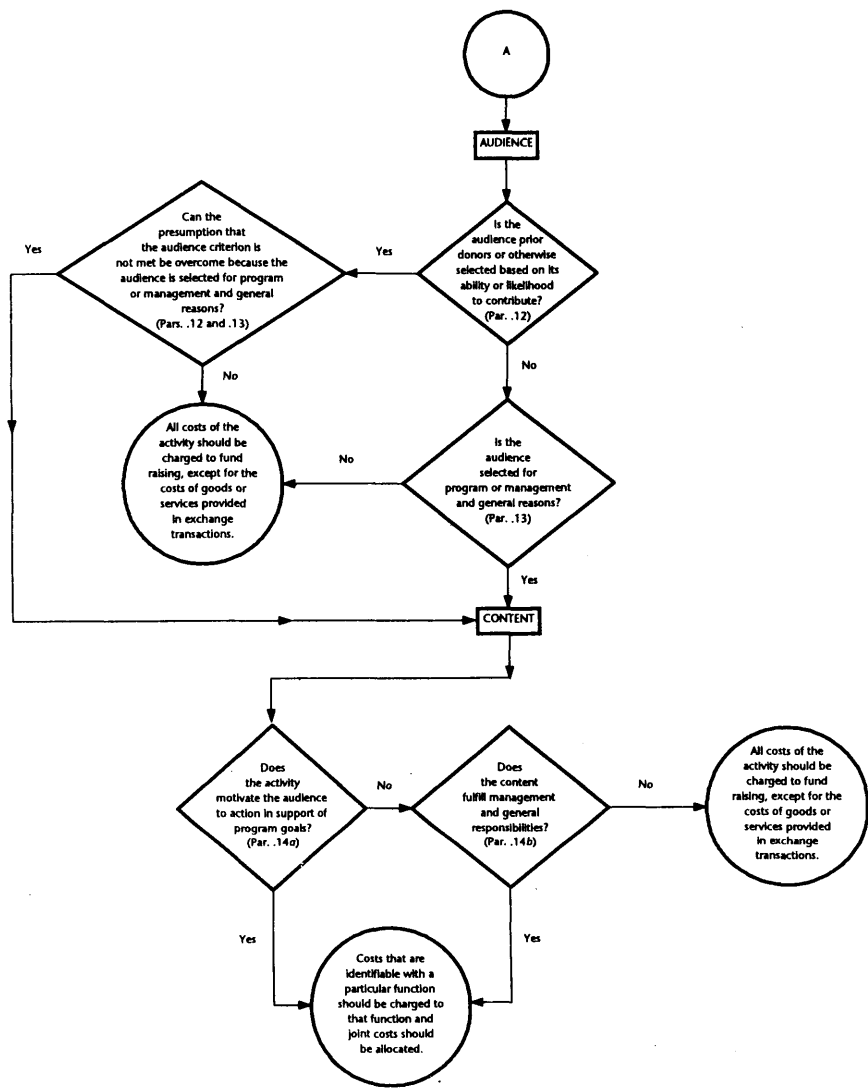 A
AUDIENCE
Is the
audience prior
donors or otherwise
selected based on its
ability or likelihood
to contribute?
(Par. .12)
Yes
Can the
presumption that
the audience criterion is
not met be overcome because the
audience is selected for program
or management and general
reasons?
(Pars. .12 and .13)
Yes
No
All costs of the
activity should be
charged to fund
raising, except for the
costs of goods or
services provided
in exchange
transactions.
No
Is the
audience
selected for
program or management
and general reasons?
(Par. .13)
No
Yes
CONTENT
Does
the activity
motivate the audience
to action in support of
program goals?
(Par. .14a)
No
Does
the content
fulfill management
and general
responsibilities?
(Par. .14b)
No
All costs of the
activity should be
charged to fund
raising, except for the
costs of goods or
services provided
in exchange
transactions.
Yes
Yes
Costs that are
identifiable with a
particular function
should be charged to
that function and
joint costs should
be allocated.